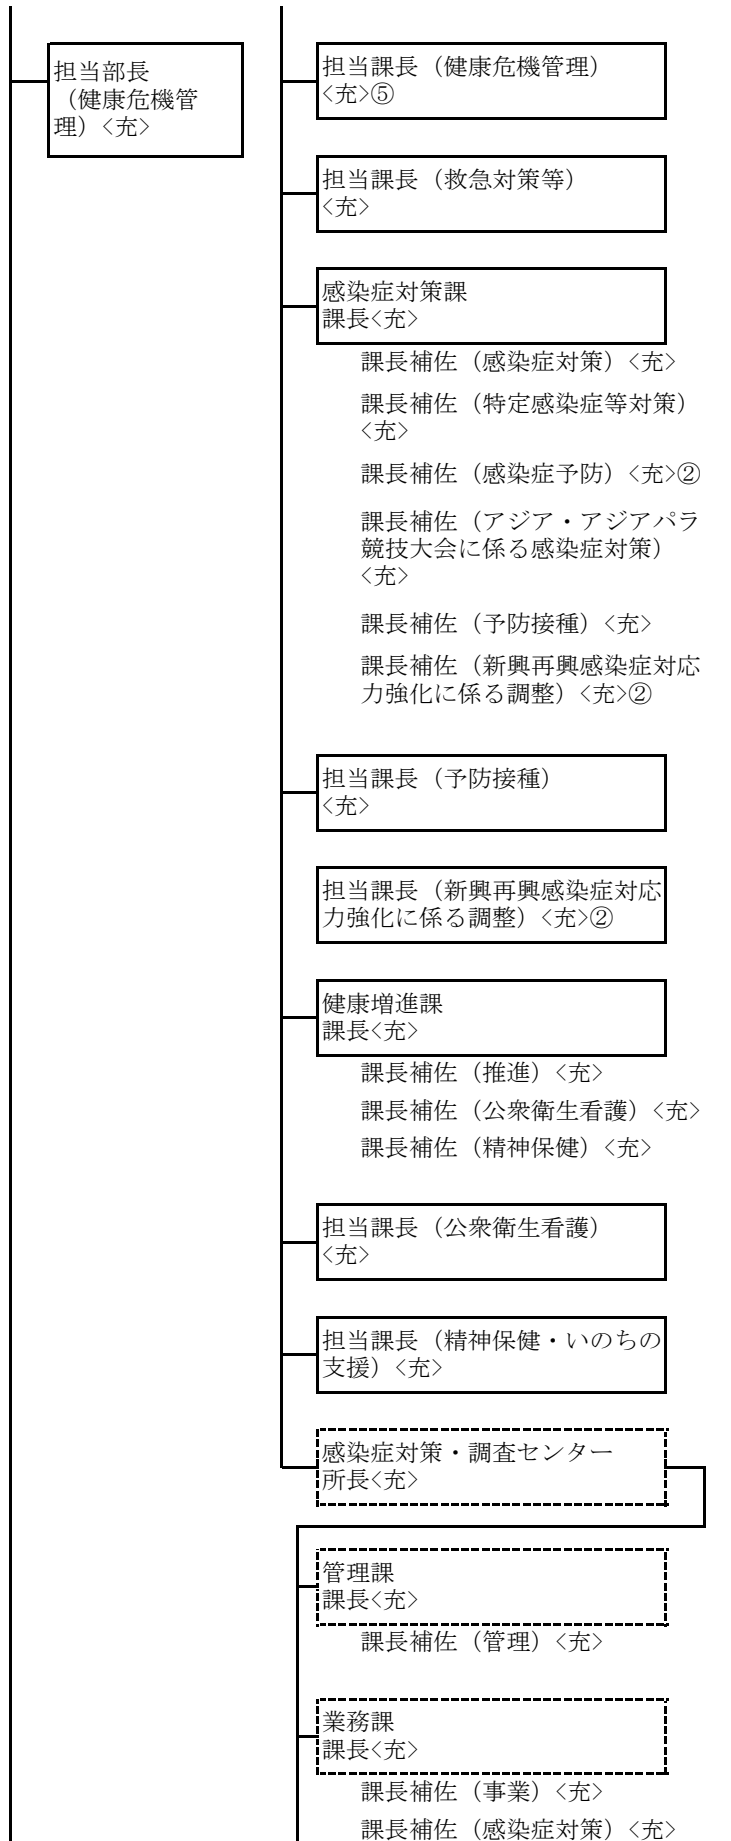 担当部長
（健康危機管
理）<充>
担当課長（健康危機管理）
<充>⑤
担当課長（救急対策等）
<充>
感染症対策課
課長<充>
課長補佐（感染症対策）<充>
課長補佐（特定感染症等対策）
<充>
課長補佐（感染症予防）<充>②
課長補佐（アジア・アジアパラ
競技大会に係る感染症対策）
<充>
課長補佐（予防接種）<充>
課長補佐（新興再興感染症対応
力強化に係る調整）<充>②
担当課長（予防接種）
<充>
担当課長（新興再興感染症対応
力強化に係る調整）<充>②
健康増進課
課長<充>
課長補佐（推進）<充>
課長補佐（公衆衛生看護）<充>
課長補佐（精神保健）<充>
担当課長（公衆衛生看護）
<充>
担当課長（精神保健・いのちの
支援）<充>
感染症対策・調査センター
所長<充>
管理課
課長<充>
課長補佐（管理）<充>
業務課
課長<充>
課長補佐（事業）<充>
課長補佐（感染症対策）<充>